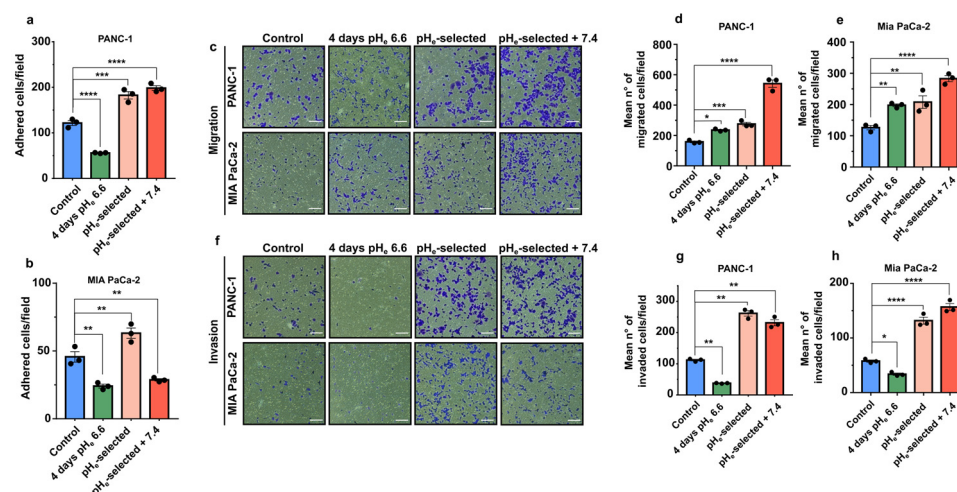 a
PANC-1
Adhered cells/field
300
200
100
0
****
***
****
Control
4 days pH 6.6
pHe-selected
pHe-selected + 7.4
b
MIA PaCa-2
Adhered cells/field
100
75
50
25
0
**
**
**
Control
4 days pHe 6.6
pHe-selected
pHe-selected + 7.4
c
Control
4 days pHe 6.6
pHe-selected
pHe-selected + 7.4
Migration
PANC-1
MIA PaCa-2
f
Control
4 days pHe 6.6
pHe-selected
pHe-selected + 7.4
Invasion
PANC-1
MIA PaCa-2
d
PANC-1
Mean n° of
migrated cells/field
800
600
400
200
0
****
***
*
Control
4 days pHe 6.6
pHe-selected
pHe-selected + 7.4
e
Mia PaCa-2
Mean n° of
migrated cells/field
400
300
200
100
0
****
**
**
Control
4 days pHe 6.6
pHe-selected
pHe-selected + 7.4
g
PANC-1
Mean n° of
invaded cells/field
300
200
100
0
**
**
**
Control
4 days pHe 6.6
pHe-selected
pHe-selected + 7.4
h
Mia PaCa-2
Mean n° of
invaded cells/field
200
150
100
50
0
****
****
*
Control
4 days pHe 6.6
pHe-selected
pHe-selected + 7.4